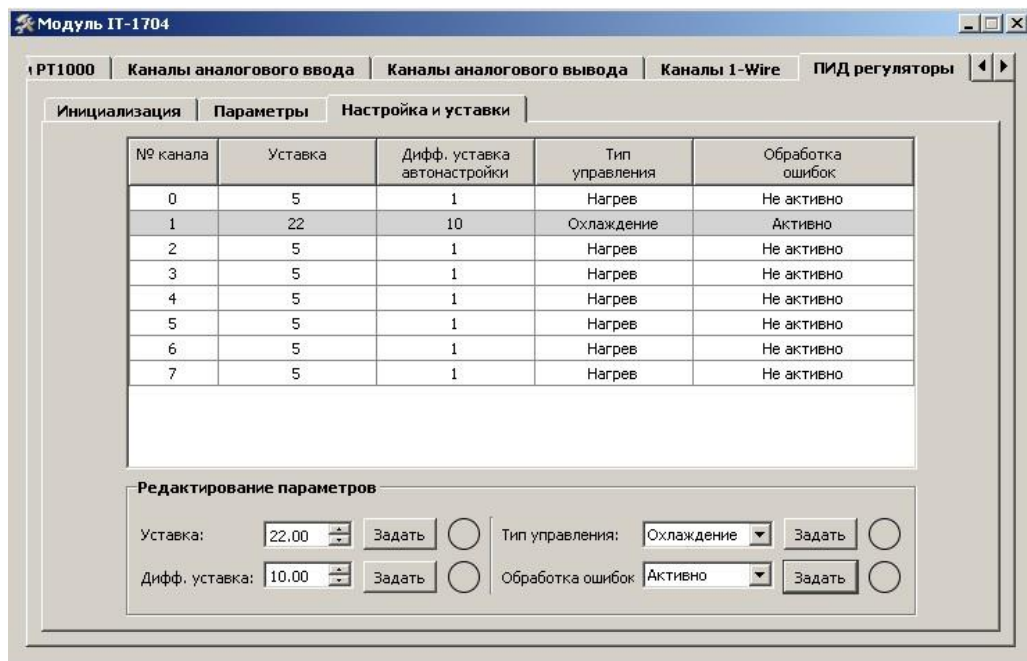 Модуль IT-1704
PT1000 Каналы аналогового ввода Каналы аналогового вывода Каналы 1-Wire ПИД регуляторы
Инициализация Параметры Настройка и уставки
№ канала Уставка Дифф. уставка автонастройки Тип управления Обработка ошибок
0 5 1 Нагрев Не активно
1 22 10 Охлаждение Активно
2 5 1 Нагрев Не активно
3 5 1 Нагрев Не активно
4 5 1 Нагрев Не активно
5 5 1 Нагрев Не активно
6 5 1 Нагрев Не активно
7 5 1 Нагрев Не активно
Редактирование параметров
Уставка: 22.00 Задать Тип управления: Охлаждение Задать
Дифф. уставка: 10.00 Задать Обработка ошибок Активно Задать